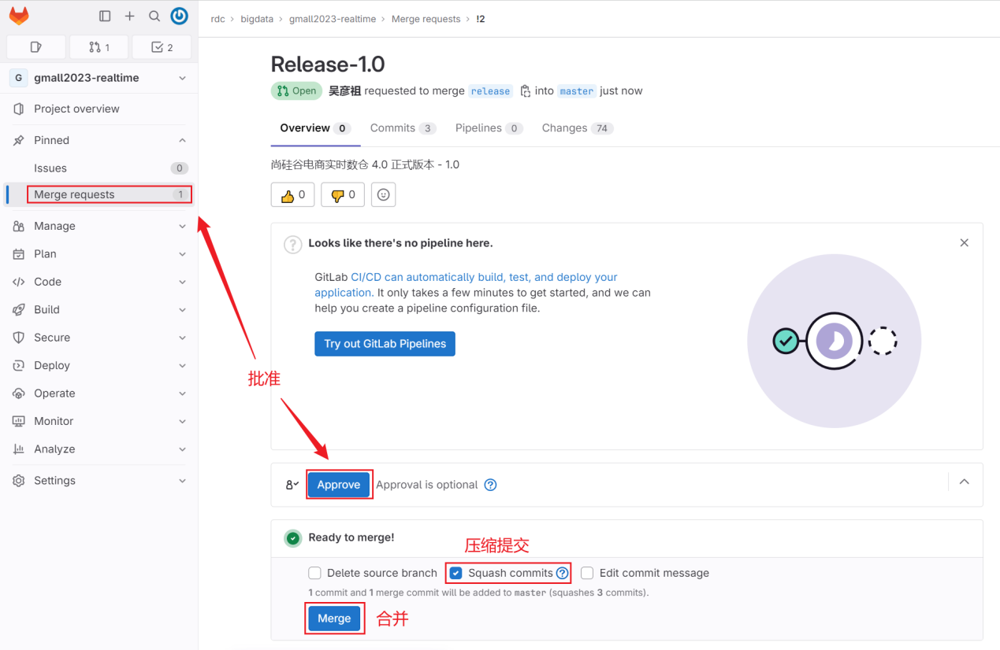 rdc > bigdata > gmall2023-realtime > Merge requests > !2
1
2
G gmall2023-realtime
Project overview
Pinned
Issues 0
Merge requests 1
Manage
Plan
Code
Build
Secure
Deploy
Operate
Monitor
Analyze
Settings
Release-1.0
Open 吴彦祖 requested to merge release into master just now
Overview 0 Commits 3 Pipelines 0 Changes 74
尚硅谷电商实时数仓 4.0 正式版本 - 1.0
0 0
Looks like there's no pipeline here.
GitLab CI/CD can automatically build, test, and deploy your
application. It only takes a few minutes to get started, and we can
help you create a pipeline configuration file.
Try out GitLab Pipelines
批准
Approve Approval is optional
Ready to merge!
压缩提交
Delete source branch Squash commits Edit commit message
1 commit and 1 merge commit will be added to master (squashes 3 commits).
Merge 合并